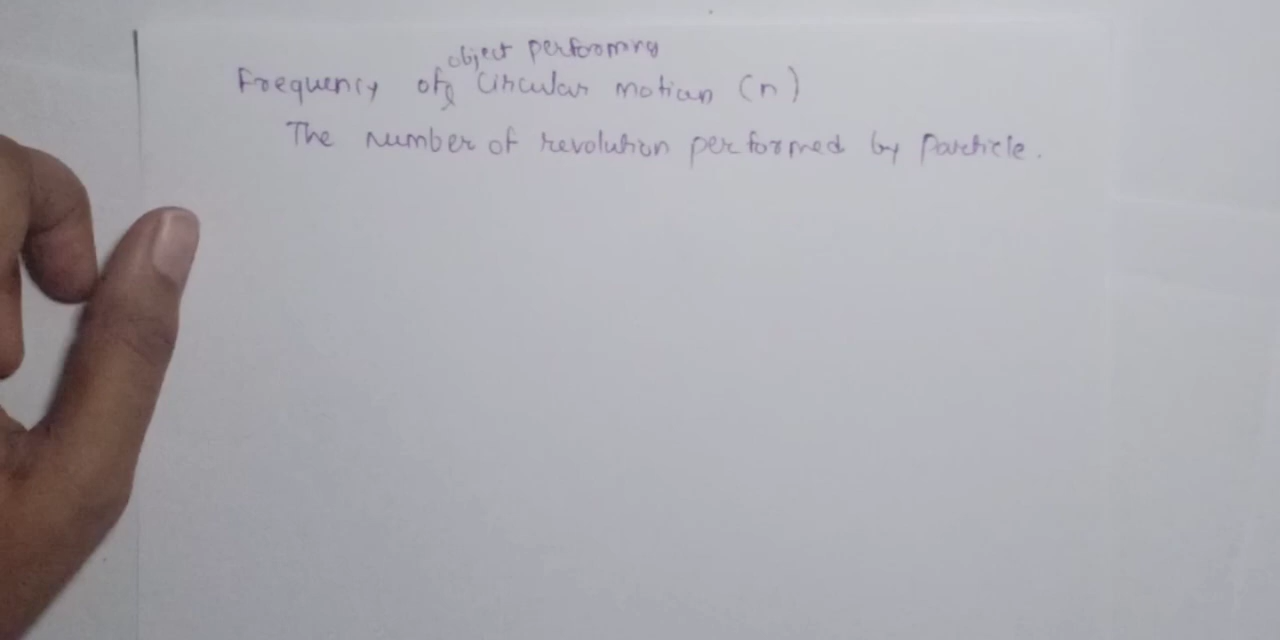 Frequency of object performing circular motion (n)
The number of revolution performed by particle.